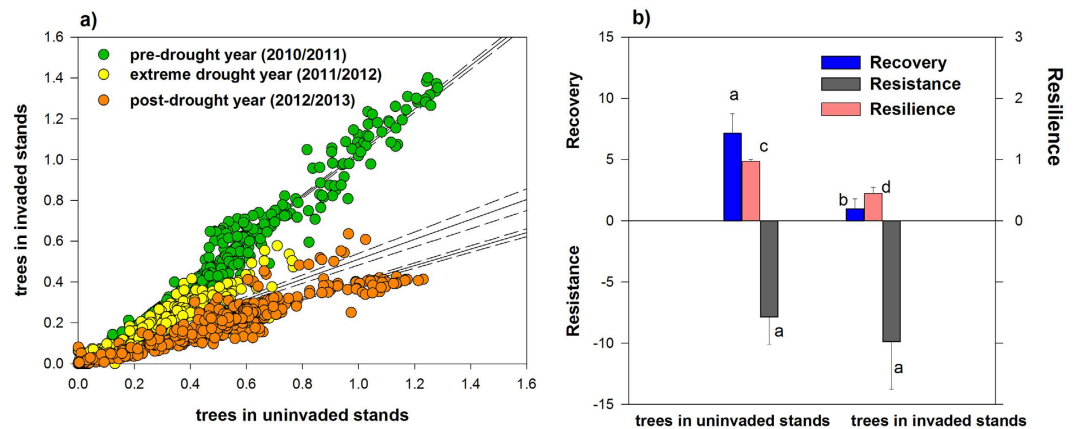 a)
pre-drought year (2010/2011)
extreme drought year (2011/2012)
post-drought year (2012/2013)
trees in invaded stands
1.6
1.4
1.2
1.0
0.8
0.6
0.4
0.2
0.0
0.0 0.2 0.4 0.6 0.8 1.0 1.2 1.4 1.6
trees in uninvaded stands
b)
Recovery
Resistance
Resilience
Recovery
Resistance
Resilience
15
10
5
0
-5
-10
-15
3
2
1
0
a
c
a
b
d
a
trees in uninvaded stands
trees in invaded stands